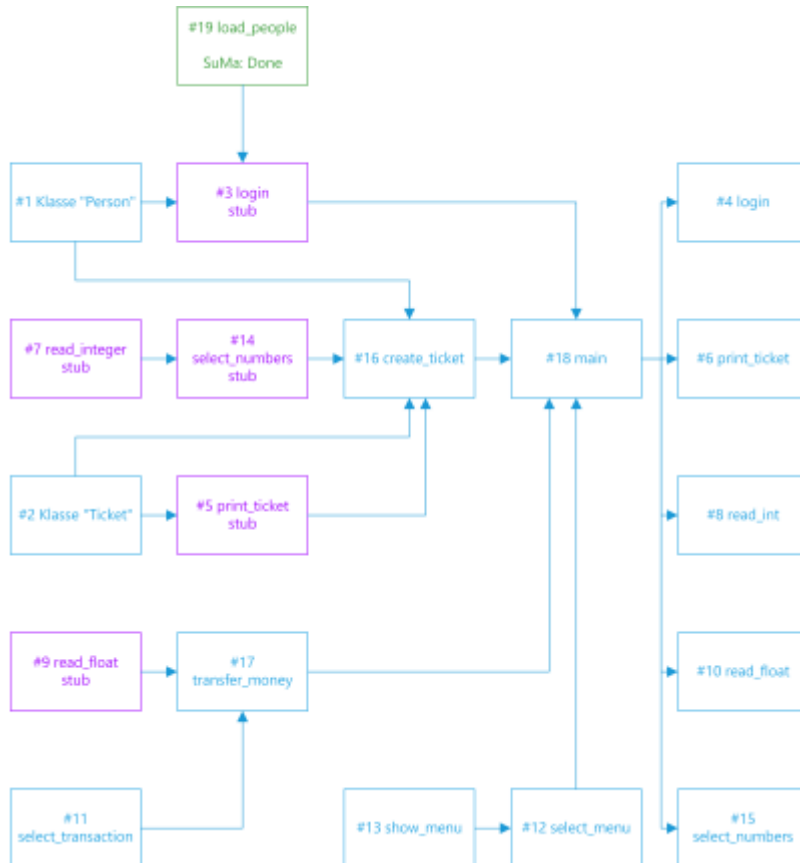 #19 load_people
SuMa: Done
#1 Klasse "Person"
#3 login
stub
#4 login
#7 read_integer
stub
#14
select_numbers
stub
#16 create_ticket
#18 main
#6 print_ticket
#2 Klasse "Ticket"
#5 print_ticket
stub
#8 read_int
#9 read_float
stub
#17
transfer_money
#10 read_float
#11
select_transaction
#13 show_menu
#12 select_menu
#15
select_numbers